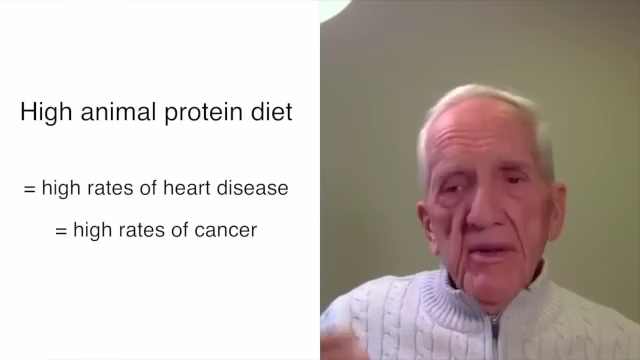 High animal protein diet
= high rates of heart disease
= high rates of cancer